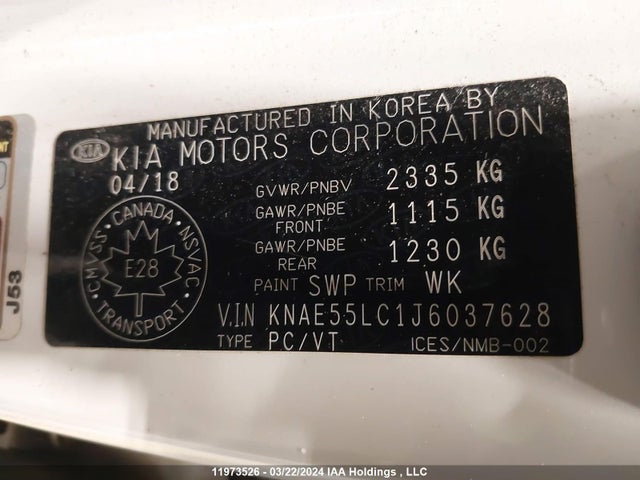 MANUFACTURED IN KOREA BY
KIA KIA MOTORS CORPORATION
04/18
GVWR/PNBV 2335 KG
GAWR/PNBE FRONT 1115 KG
GAWR/PNBE REAR 1230 KG
PAINT SWP TRIM WK
V.I.N KNAE55LC1J6037628
TYPE PC/VT ICES/NMB-002
CANADA
CMVSS NSVAC
E28
TRANSPORT
J53
11973526 - 03/22/2024 IAA Holdings , LLC